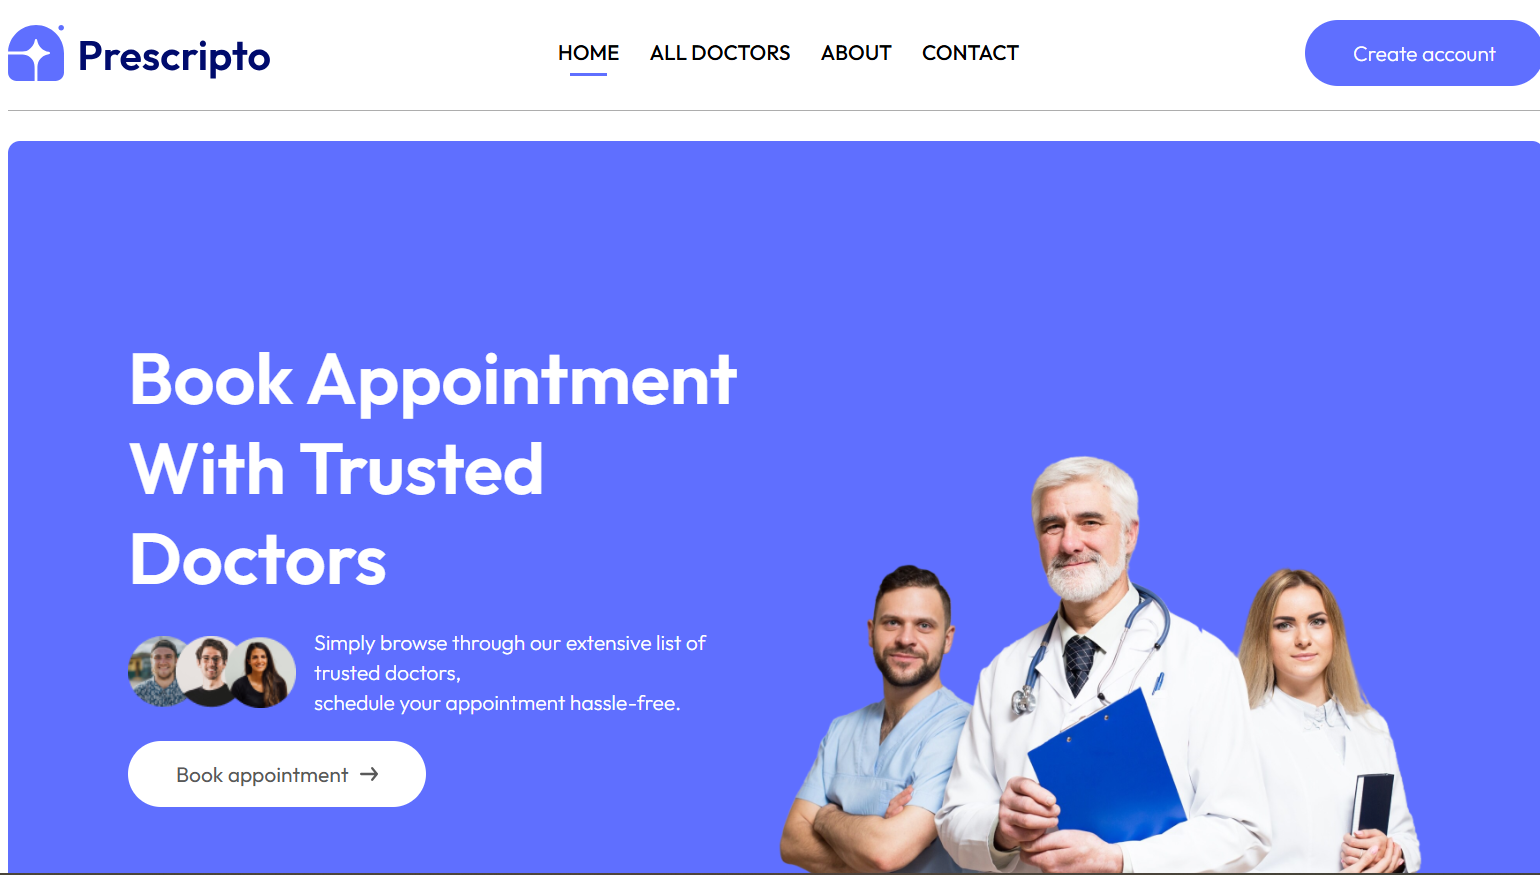 Prescripto
HOME
ALL DOCTORS
ABOUT
CONTACT
Create account
Book Appointment
With Trusted
Doctors
Simply browse through our extensive list of
trusted doctors,
schedule your appointment hassle-free.
Book appointment →